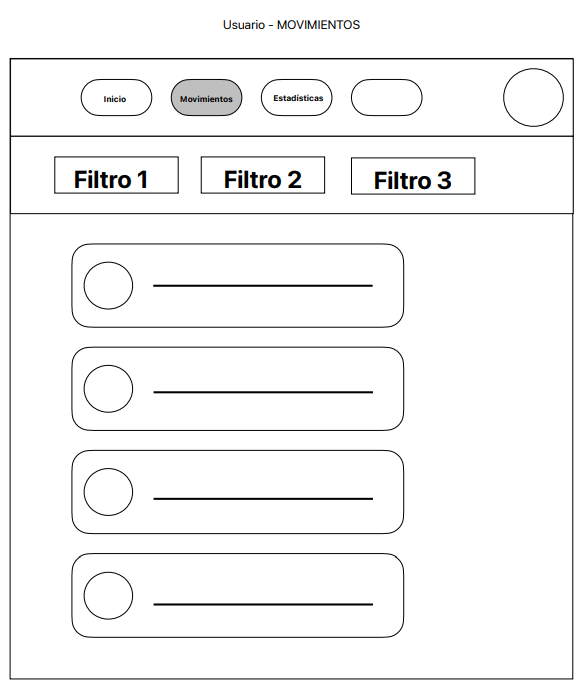 Usuario - MOVIMIENTOS
Inicio
Movimientos
Estadísticas
Filtro 1
Filtro 2
Filtro 3